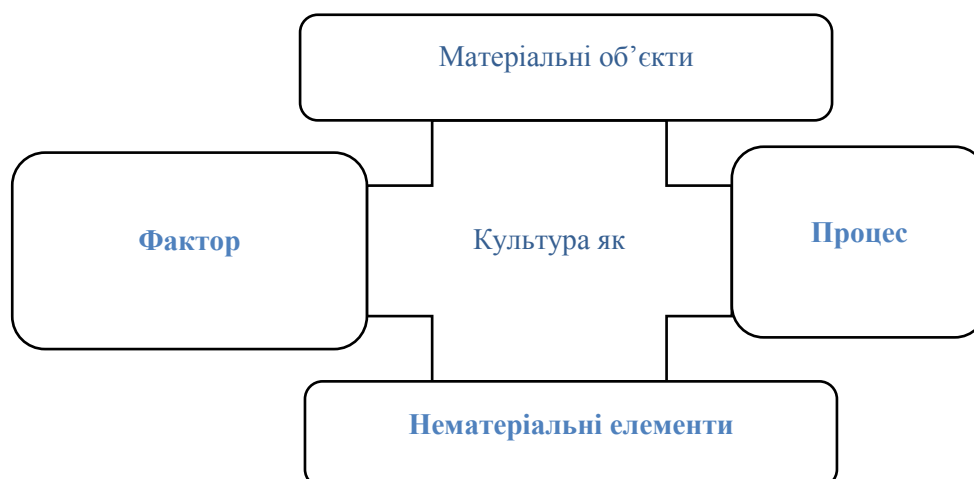 Матеріальні об’єкти
Фактор
Культура як
Процес
Нематеріальні елементи